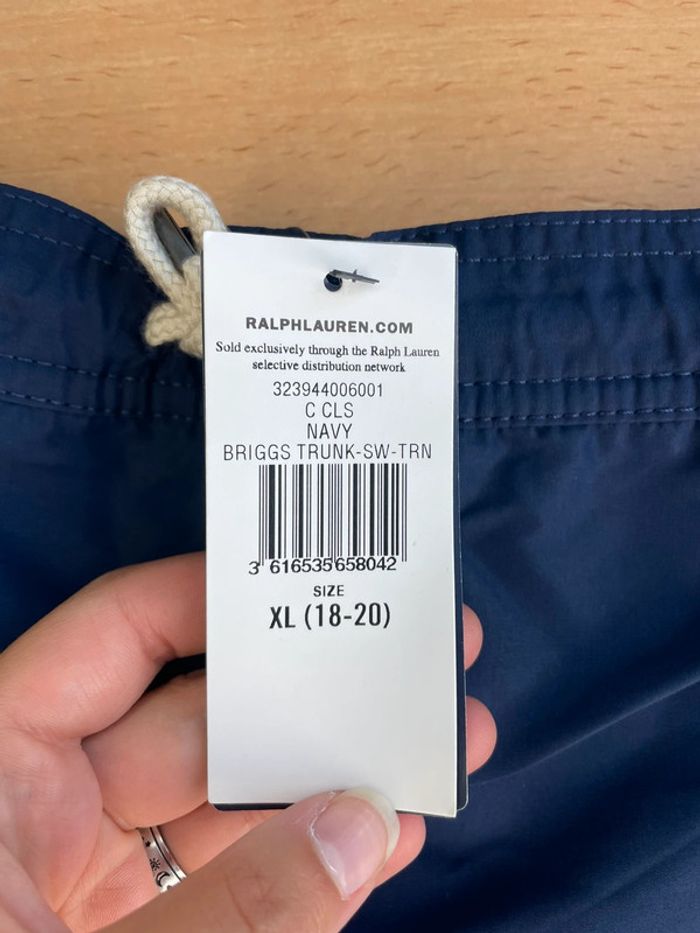 RALPHLAUREN.COM
Sold exclusively through the Ralph Lauren
selective distribution network
323944006001
C CLS
NAVY
BRIGGS TRUNK-SW-TRN
3 616535 658042
SIZE
XL (18-20)